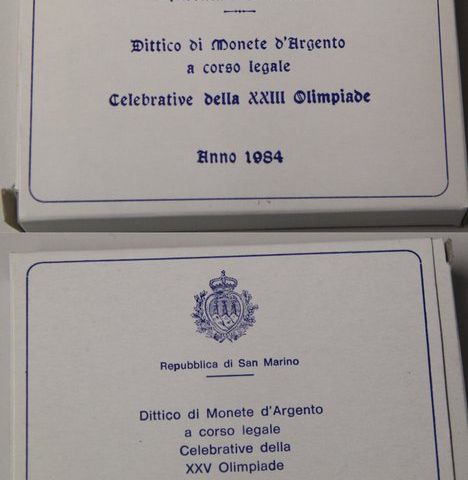 Dittico di Monete d'Argento
a corso legale
Celebrative della XXIII Olimpiade
Anno 1984
Repubblica di San Marino
Dittico di Monete d'Argento
a corso legale
Celebrative della
XXV Olimpiade